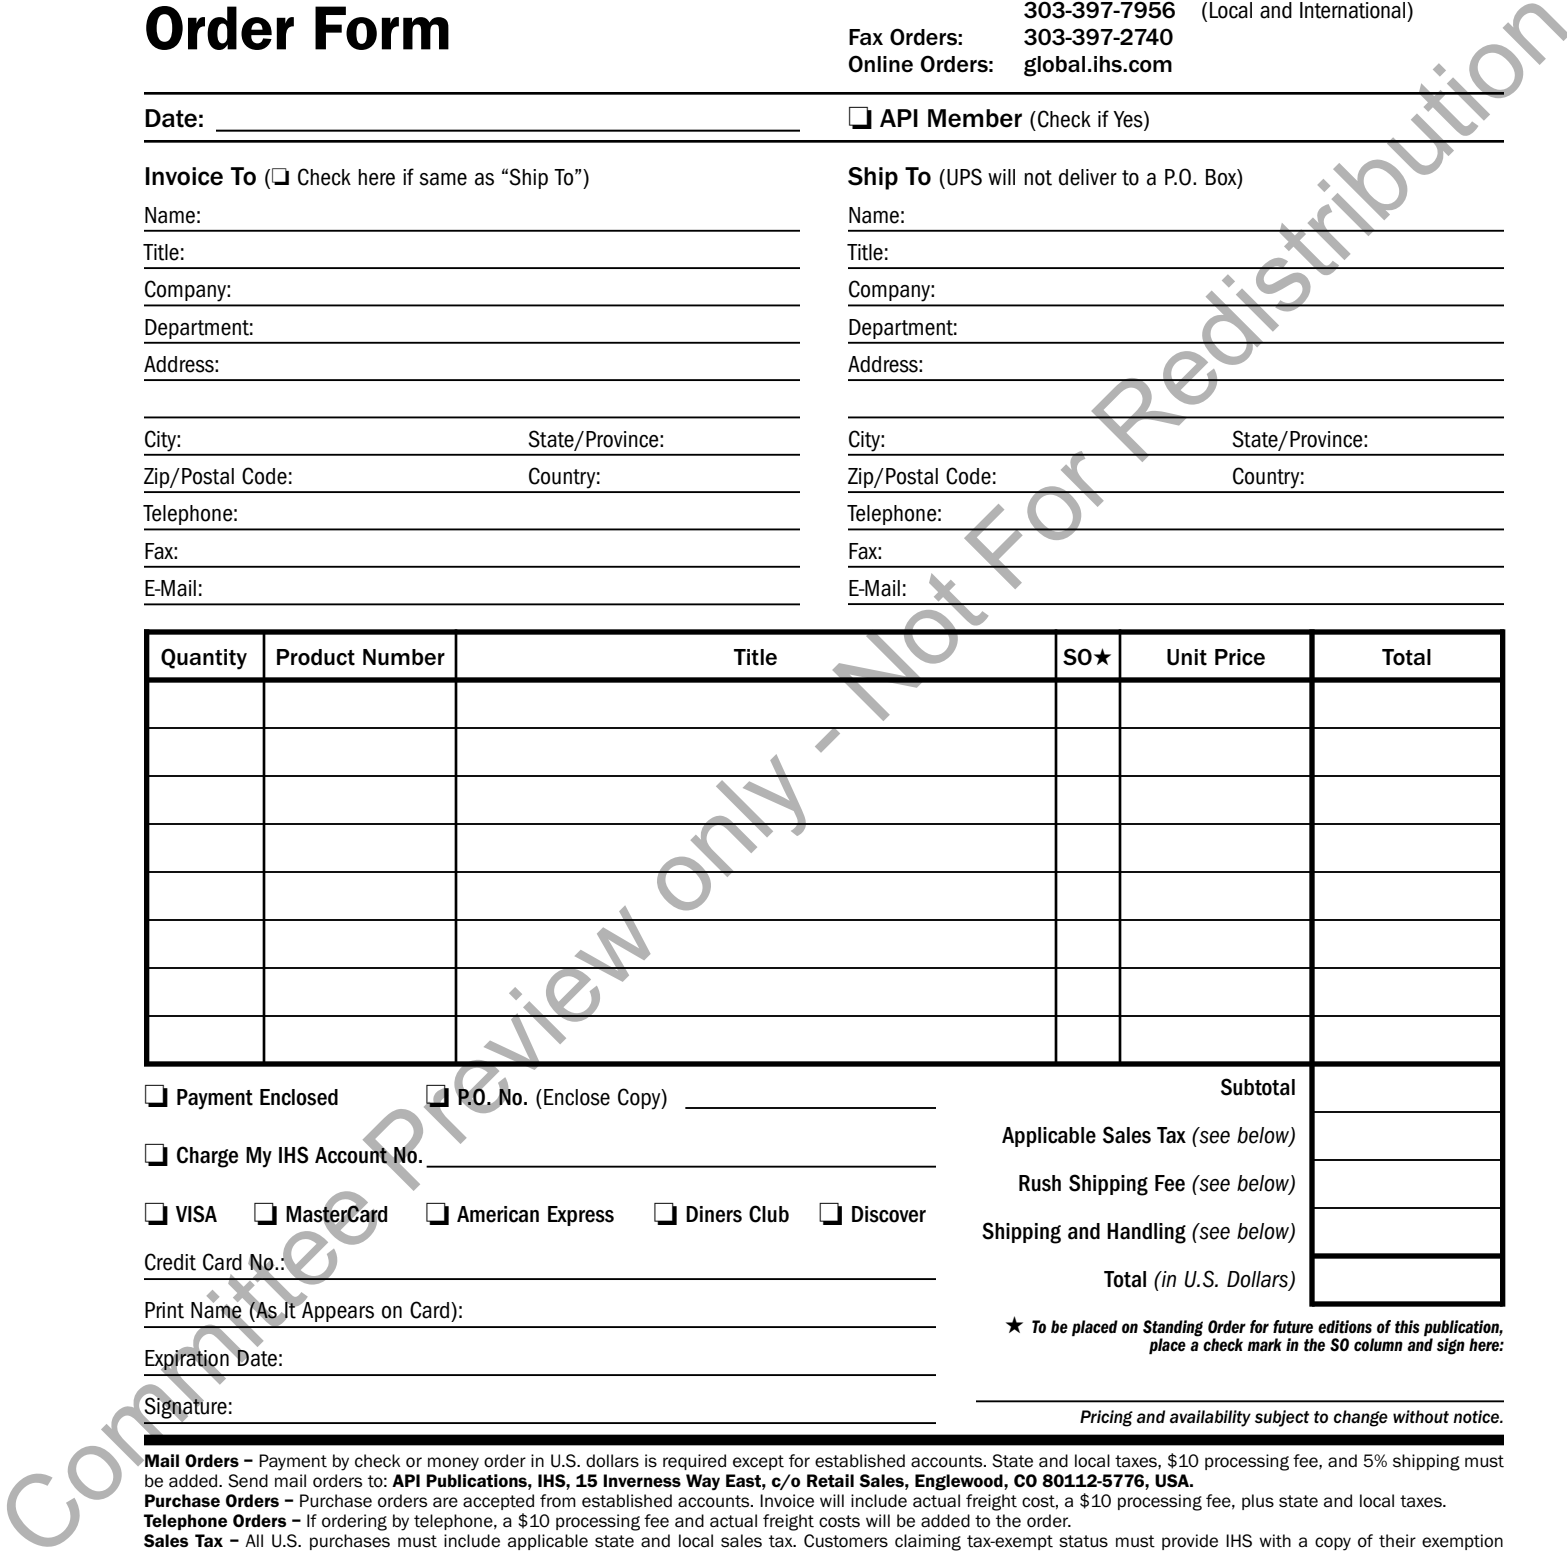 Order Form
303-397-7956 (Local and International)
Fax Orders: 303-397-2740
Online Orders: global.ihs.com
Date:
❏ API Member (Check if Yes)
Invoice To (❏ Check here if same as “Ship To”)
Name:
Title:
Company:
Department:
Address:
City: State/Province:
Zip/Postal Code: Country:
Telephone:
Fax:
E-Mail:
Ship To (UPS will not deliver to a P.O. Box)
Name:
Title:
Company:
Department:
Address:
City: State/Province:
Zip/Postal Code: Country:
Telephone:
Fax:
E-Mail:
Quantity Product Number Title SO★ Unit Price Total
❏ Payment Enclosed ❏ P.O. No. (Enclose Copy)
❏ Charge My IHS Account No.
❏ VISA ❏ MasterCard ❏ American Express ❏ Diners Club ❏ Discover
Credit Card No.:
Print Name (As It Appears on Card):
Expiration Date:
Signature:
Subtotal
Applicable Sales Tax (see below)
Rush Shipping Fee (see below)
Shipping and Handling (see below)
Total (in U.S. Dollars)
★ To be placed on Standing Order for future editions of this publication,
place a check mark in the SO column and sign here:
Pricing and availability subject to change without notice.
Mail Orders – Payment by check or money order in U.S. dollars is required except for established accounts. State and local taxes, $10 processing fee, and 5% shipping must
be added. Send mail orders to: API Publications, IHS, 15 Inverness Way East, c/o Retail Sales, Englewood, CO 80112-5776, USA.
Purchase Orders – Purchase orders are accepted from established accounts. Invoice will include actual freight cost, a $10 processing fee, plus state and local taxes.
Telephone Orders – If ordering by telephone, a $10 processing fee and actual freight costs will be added to the order.
Sales Tax – All U.S. purchases must include applicable state and local sales tax. Customers claiming tax-exempt status must provide IHS with a copy of their exemption
Committee Preview only - Not For Redistribution